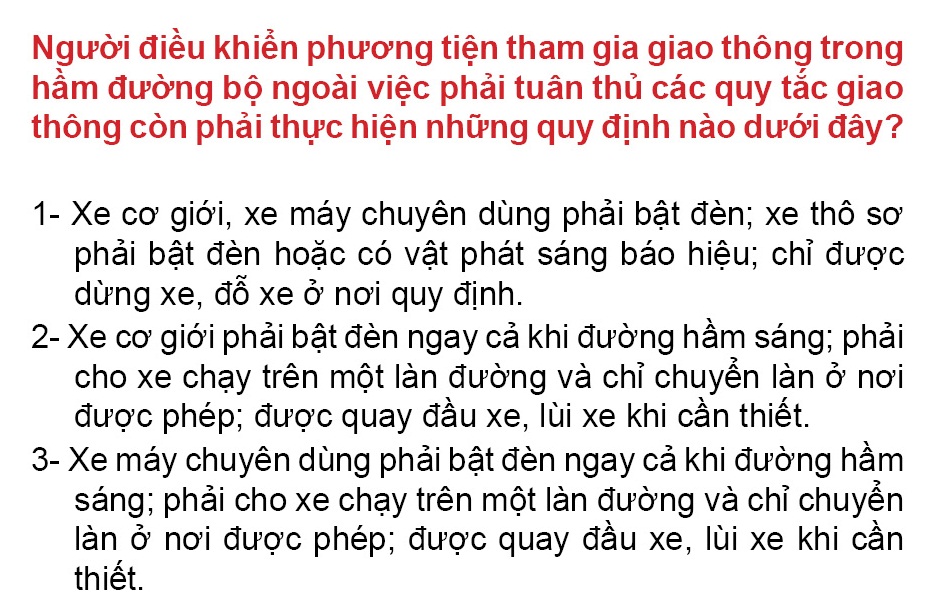 Người điều khiển phương tiện tham gia giao thông trong
hầm đường bộ ngoài việc phải tuân thủ các quy tắc giao
thông còn phải thực hiện những quy định nào dưới đây?
1- Xe cơ giới, xe máy chuyên dùng phải bật đèn; xe thô sơ
phải bật đèn hoặc có vật phát sáng báo hiệu; chỉ được
dừng xe, đỗ xe ở nơi quy định.
2- Xe cơ giới phải bật đèn ngay cả khi đường hầm sáng; phải
cho xe chạy trên một làn đường và chỉ chuyển làn ở nơi
được phép; được quay đầu xe, lùi xe khi cần thiết.
3- Xe máy chuyên dùng phải bật đèn ngay cả khi đường hầm
sáng; phải cho xe chạy trên một làn đường và chỉ chuyển
làn ở nơi được phép; được quay đầu xe, lùi xe khi cần
thiết.